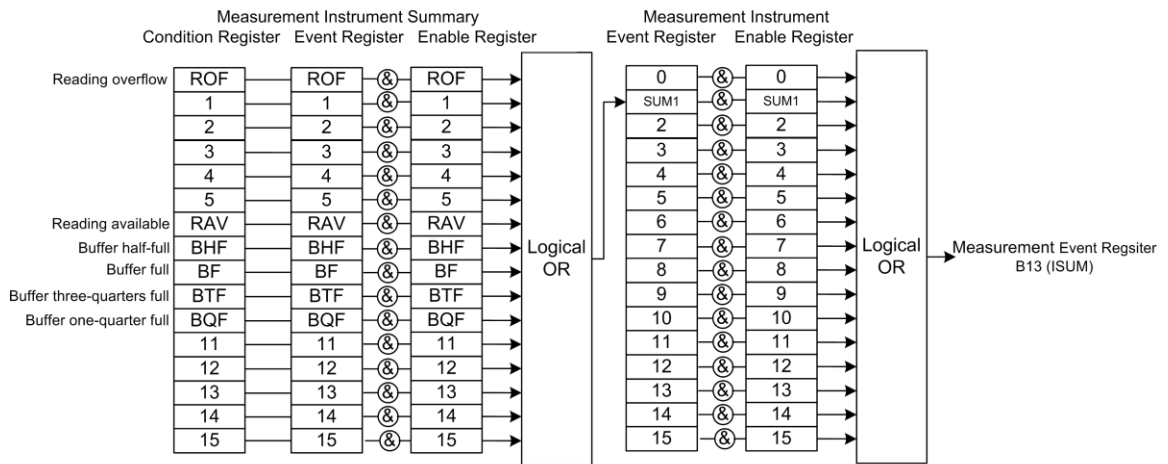 Measurement Instrument Summary
Condition Register Event Register Enable Register
Measurement Instrument
Event Register Enable Register
Reading overflow ROF ROF & ROF 0 & 0
1 1 & 1 SUM1 & SUM1
2 2 & 2 2 & 2
3 3 & 3 3 & 3
4 4 & 4 4 & 4
5 5 & 5 5 & 5
Reading available RAV RAV & RAV 6 & 6
Buffer half-full BHF BHF & BHF 7 & 7
Buffer full BF BF & BF 8 & 8
Buffer three-quarters full BTF BTF & BTF 9 & 9
Buffer one-quarter full BQF BQF & BQF 10 & 10
11 11 & 11 11 & 11
12 12 & 12 12 & 12
13 13 & 13 13 & 13
14 14 & 14 14 & 14
15 15 & 15 15 & 15
Logical
OR
Logical
OR
Measurement Event Regsiter
B13 (ISUM)